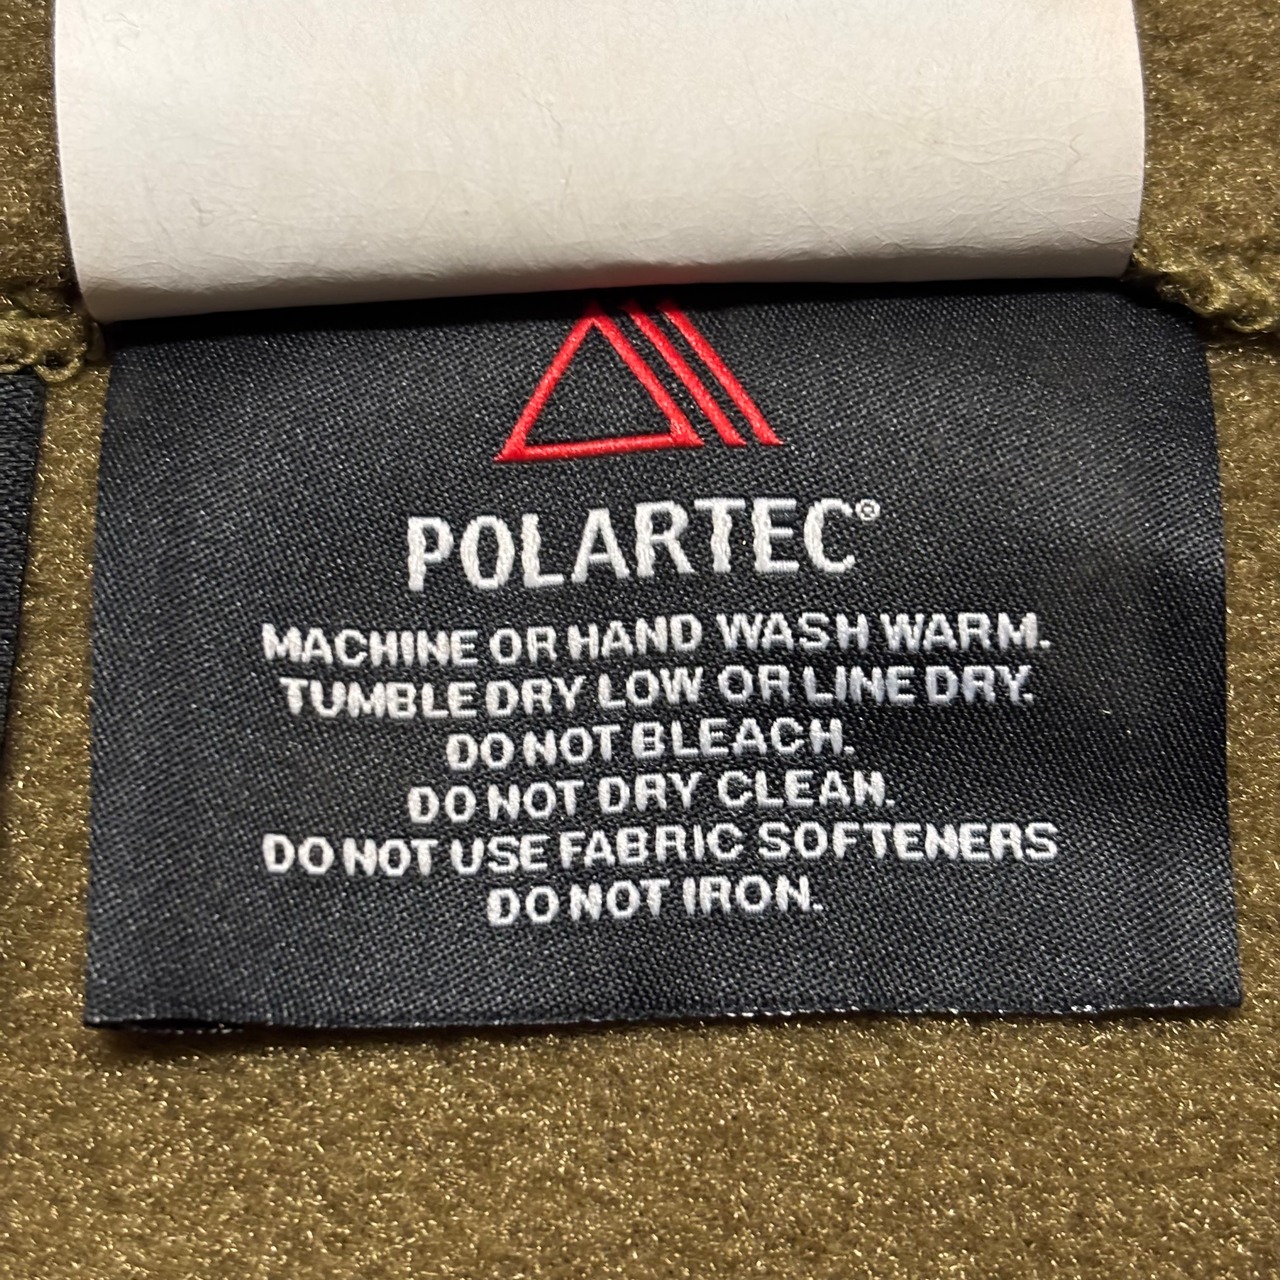 POLARTEC®
MACHINE OR HAND WASH WARM.
TUMBLE DRY LOW OR LINE DRY.
DO NOT BLEACH.
DO NOT DRY CLEAN.
DO NOT USE FABRIC SOFTENERS
DO NOT IRON.